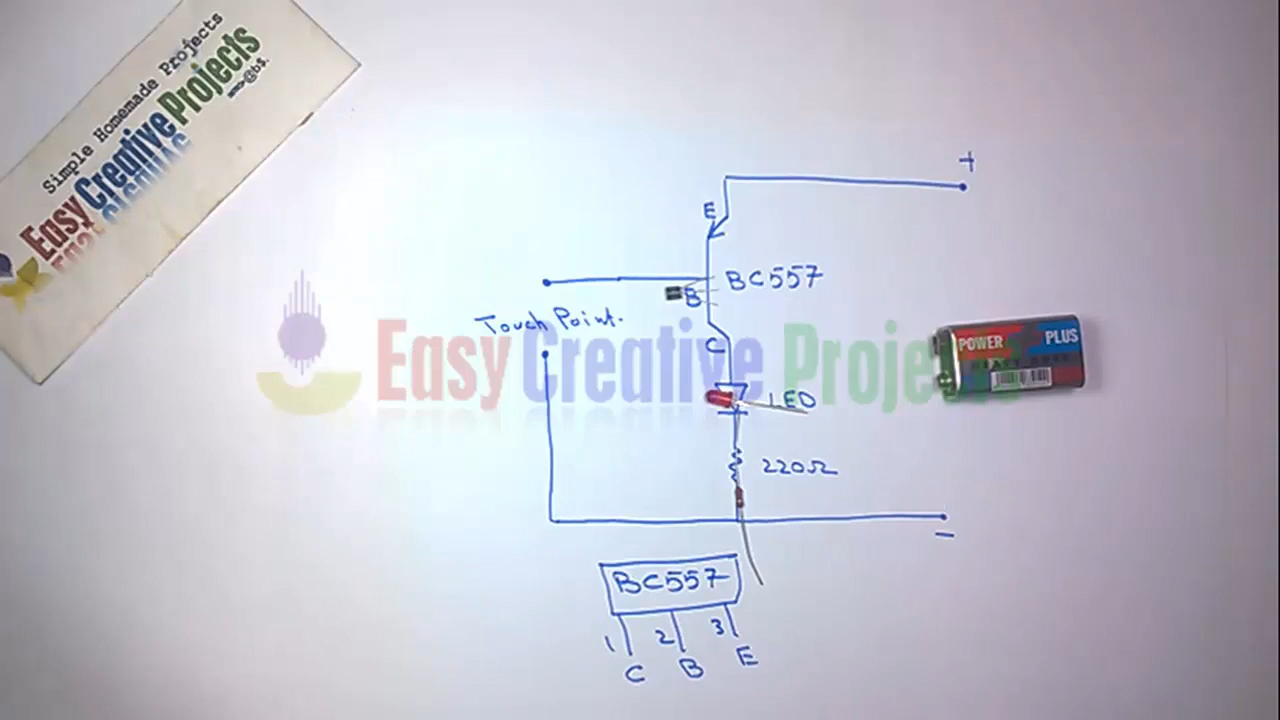 Simple Homemade Projects
Easy Creative Projects
+
E
BC557
B
Touch Point.
C
Easy Creative Projects
POWER PLUS
LED
220Ω
-
BC557
1 2 3
C B E